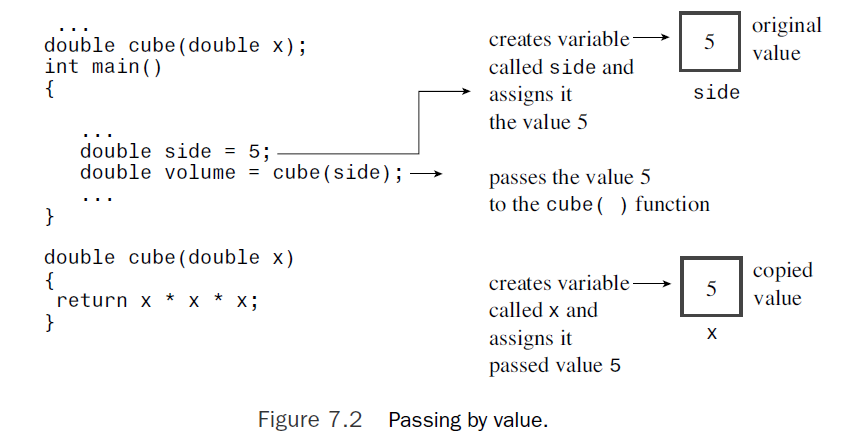 ...
double cube(double x);
int main()
{
...
double side = 5;
double volume = cube(side);
...
}
double cube(double x)
{
return x * x * x;
}
creates variable
called side and
assigns it
the value 5
5
side
original
value
passes the value 5
to the cube( ) function
creates variable
called x and
assigns it
passed value 5
5
x
copied
value
Figure 7.2 Passing by value.